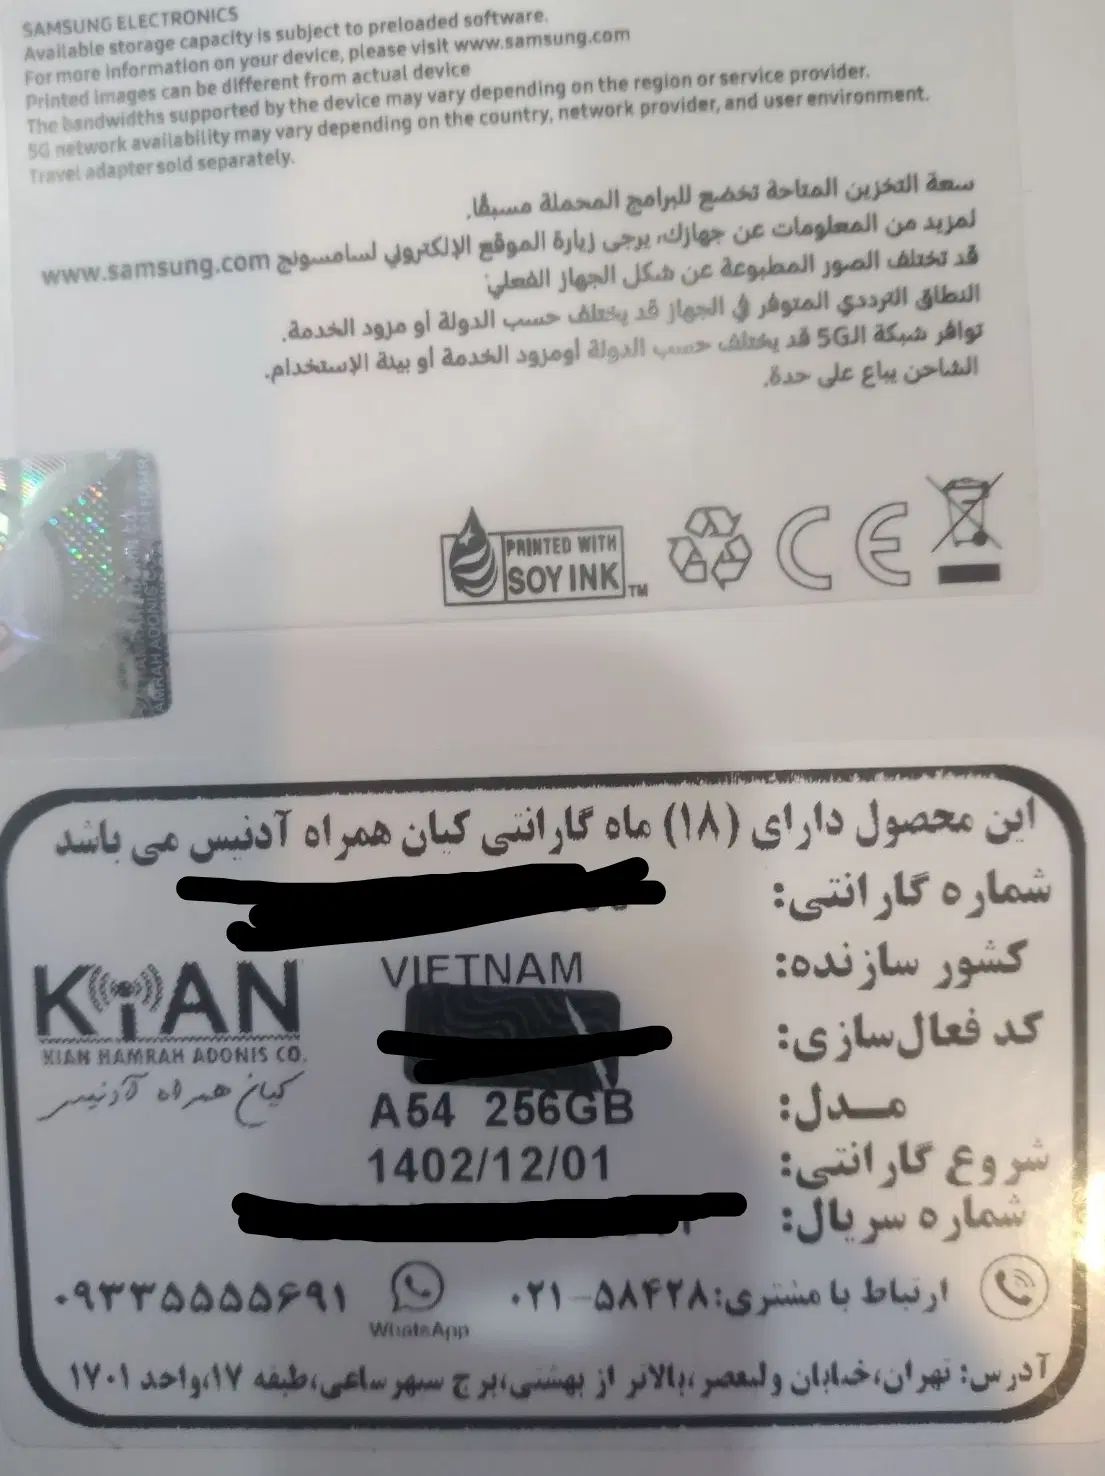 SAMSUNG ELECTRONICS
Available storage capacity is subject to preloaded software.
For more information on your device, please visit www.samsung.com
Printed images can be different from actual device
The bandwidths supported by the device may vary depending on the region or service provider.
5G network availability may vary depending on the country, network provider, and user environment.
Travel adapter sold separately.
سعة التخزين المتاحة تخضع للبرامج المحملة مسبقًا.
لمزيد من المعلومات عن جهازك، يرجى زيارة الموقع الإلكتروني لسامسونج www.samsung.com
قد تختلف الصور المطبوعة عن شكل الجهاز الفعلي:
النطاق الترددي المتوفر في الجهاز قد يختلف حسب الدولة أو مزود الخدمة.
توافر شبكة الـ5G قد يختلف حسب الدولة أومزود الخدمة أو بيئة الإستخدام.
الشاحن يباع على حدة.
PRINTED WITH
SOY INK TM
CE
این محصول دارای (۱۸) ماه گارانتی کیان همراه آدنیس می باشد
شماره گارانتی:
کشور سازنده: VIETNAM
KIAN
KIAN HAMRAH ADONIS CO.
کیان همراه آدنیس
کد فعال‌سازی:
مدل: A54 256GB
شروع گارانتی: 1402/12/01
شماره سریال:
ارتباط با مشتری: ۰۲۱-۵۸۴۲۸
WhatsApp ۰۹۳۳۵۵۵۵۶۹۱
آدرس: تهران، خیابان ولیعصر، بالاتر از بهشتی، برج سپهر ساعی، طبقه ۱۷، واحد ۱۷۰۱